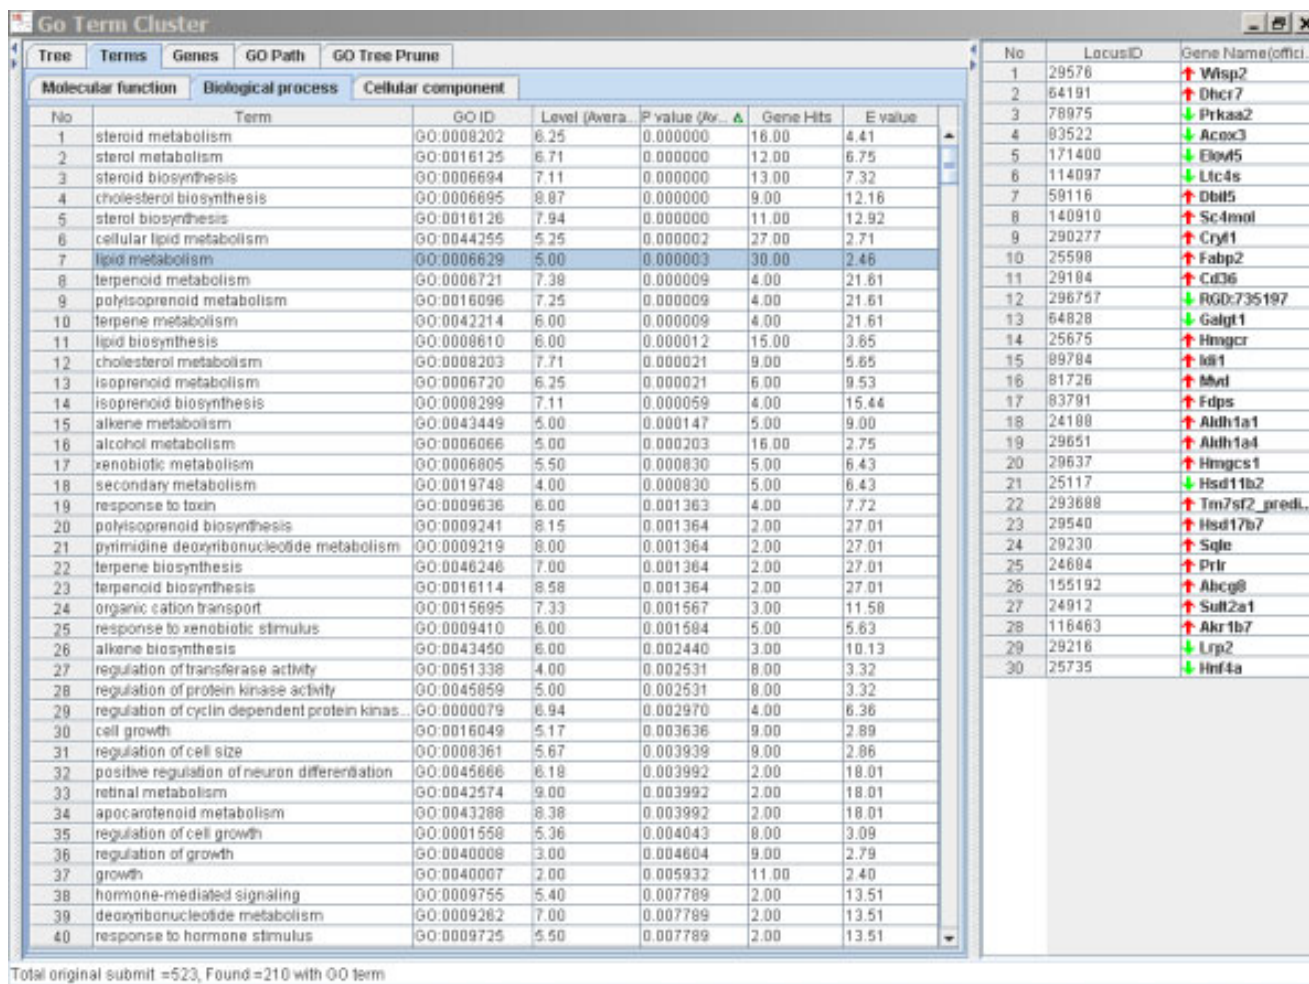 Go Term Cluster
Tree Terms Genes GO Path GO Tree Prune
Molecular function Biological process Cellular component
No Term GO ID Level (Avera... P value (Av... Gene Hits E value
1 steroid metabolism GO:0008202 6.25 0.000000 16.00 4.41
2 sterol metabolism GO:0016125 6.71 0.000000 12.00 6.75
3 steroid biosynthesis GO:0006694 7.11 0.000000 13.00 7.32
4 cholesterol biosynthesis GO:0006695 8.87 0.000000 9.00 12.16
5 sterol biosynthesis GO:0016126 7.94 0.000000 11.00 12.92
6 cellular lipid metabolism GO:0044255 5.25 0.000002 27.00 2.71
7 lipid metabolism GO:0006629 5.00 0.000003 30.00 2.46
8 terpenoid metabolism GO:0006721 7.38 0.000009 4.00 21.61
9 polyisoprenoid metabolism GO:0016096 7.25 0.000009 4.00 21.61
10 terpene metabolism GO:0042214 6.00 0.000009 4.00 21.61
11 lipid biosynthesis GO:0008610 6.00 0.000012 15.00 3.65
12 cholesterol metabolism GO:0008203 7.71 0.000021 9.00 5.65
13 isoprenoid metabolism GO:0006720 6.25 0.000021 6.00 9.53
14 isoprenoid biosynthesis GO:0008299 7.11 0.000059 4.00 15.44
15 alkene metabolism GO:0043449 5.00 0.000147 5.00 9.00
16 alcohol metabolism GO:0006066 5.00 0.000203 16.00 2.75
17 xenobiotic metabolism GO:0006805 5.50 0.000830 5.00 6.43
18 secondary metabolism GO:0019748 4.00 0.000830 5.00 6.43
19 response to toxin GO:0009636 6.00 0.001363 4.00 7.72
20 polyisoprenoid biosynthesis GO:0009241 8.15 0.001364 2.00 27.01
21 pyrimidine deoxyribonucleotide metabolism GO:0009219 8.00 0.001364 2.00 27.01
22 terpene biosynthesis GO:0046246 7.00 0.001364 2.00 27.01
23 terpenoid biosynthesis GO:0016114 8.58 0.001364 2.00 27.01
24 organic cation transport GO:0015695 7.33 0.001567 3.00 11.58
25 response to xenobiotic stimulus GO:0009410 6.00 0.001584 5.00 5.63
26 alkene biosynthesis GO:0043450 6.00 0.002440 3.00 10.13
27 regulation of transferase activity GO:0051338 4.00 0.002531 8.00 3.32
28 regulation of protein kinase activity GO:0045859 5.00 0.002531 8.00 3.32
29 regulation of cyclin dependent protein kinas... GO:0000079 6.94 0.002970 4.00 6.36
30 cell growth GO:0016049 5.17 0.003636 9.00 2.89
31 regulation of cell size GO:0008361 5.67 0.003939 9.00 2.86
32 positive regulation of neuron differentiation GO:0045666 6.18 0.003992 2.00 18.01
33 retinal metabolism GO:0042574 9.00 0.003992 2.00 18.01
34 apocarotenoid metabolism GO:0043288 8.38 0.003992 2.00 18.01
35 regulation of cell growth GO:0001558 5.36 0.004043 8.00 3.09
36 regulation of growth GO:0040008 3.00 0.004604 9.00 2.79
37 growth GO:0040007 2.00 0.005932 11.00 2.40
38 hormone-mediated signaling GO:0009755 5.40 0.007789 2.00 13.51
39 deoxyribonucleotide metabolism GO:0009262 7.00 0.007789 2.00 13.51
40 response to hormone stimulus GO:0009725 5.50 0.007789 2.00 13.51
No LocusID Gene Name(offici...
1 29576 Wisp2
2 64191 Dhcr7
3 78975 Prkaa2
4 83522 Acox3
5 171400 Elovl5
6 114097 Ltc4s
7 59116 Dbil5
8 140910 Sc4mol
9 290277 Cryl1
10 25598 Fabp2
11 29184 Cd36
12 296757 RGD:735197
13 64828 Galgt1
14 25675 Hmgcr
15 89784 Idi1
16 81726 Mvd
17 83791 Fdps
18 24188 Aldh1a1
19 29651 Aldh1a4
20 29637 Hmgcs1
21 25117 Hsd11b2
22 293688 Tm7sf2_predi...
23 29540 Hsd17b7
24 29230 Sqle
25 24684 Prlr
26 155192 Abcg8
27 24912 Sult2a1
28 116463 Akr1b7
29 29216 Lrp2
30 25735 Hnf4a
Total original submit =523, Found =210 with GO term